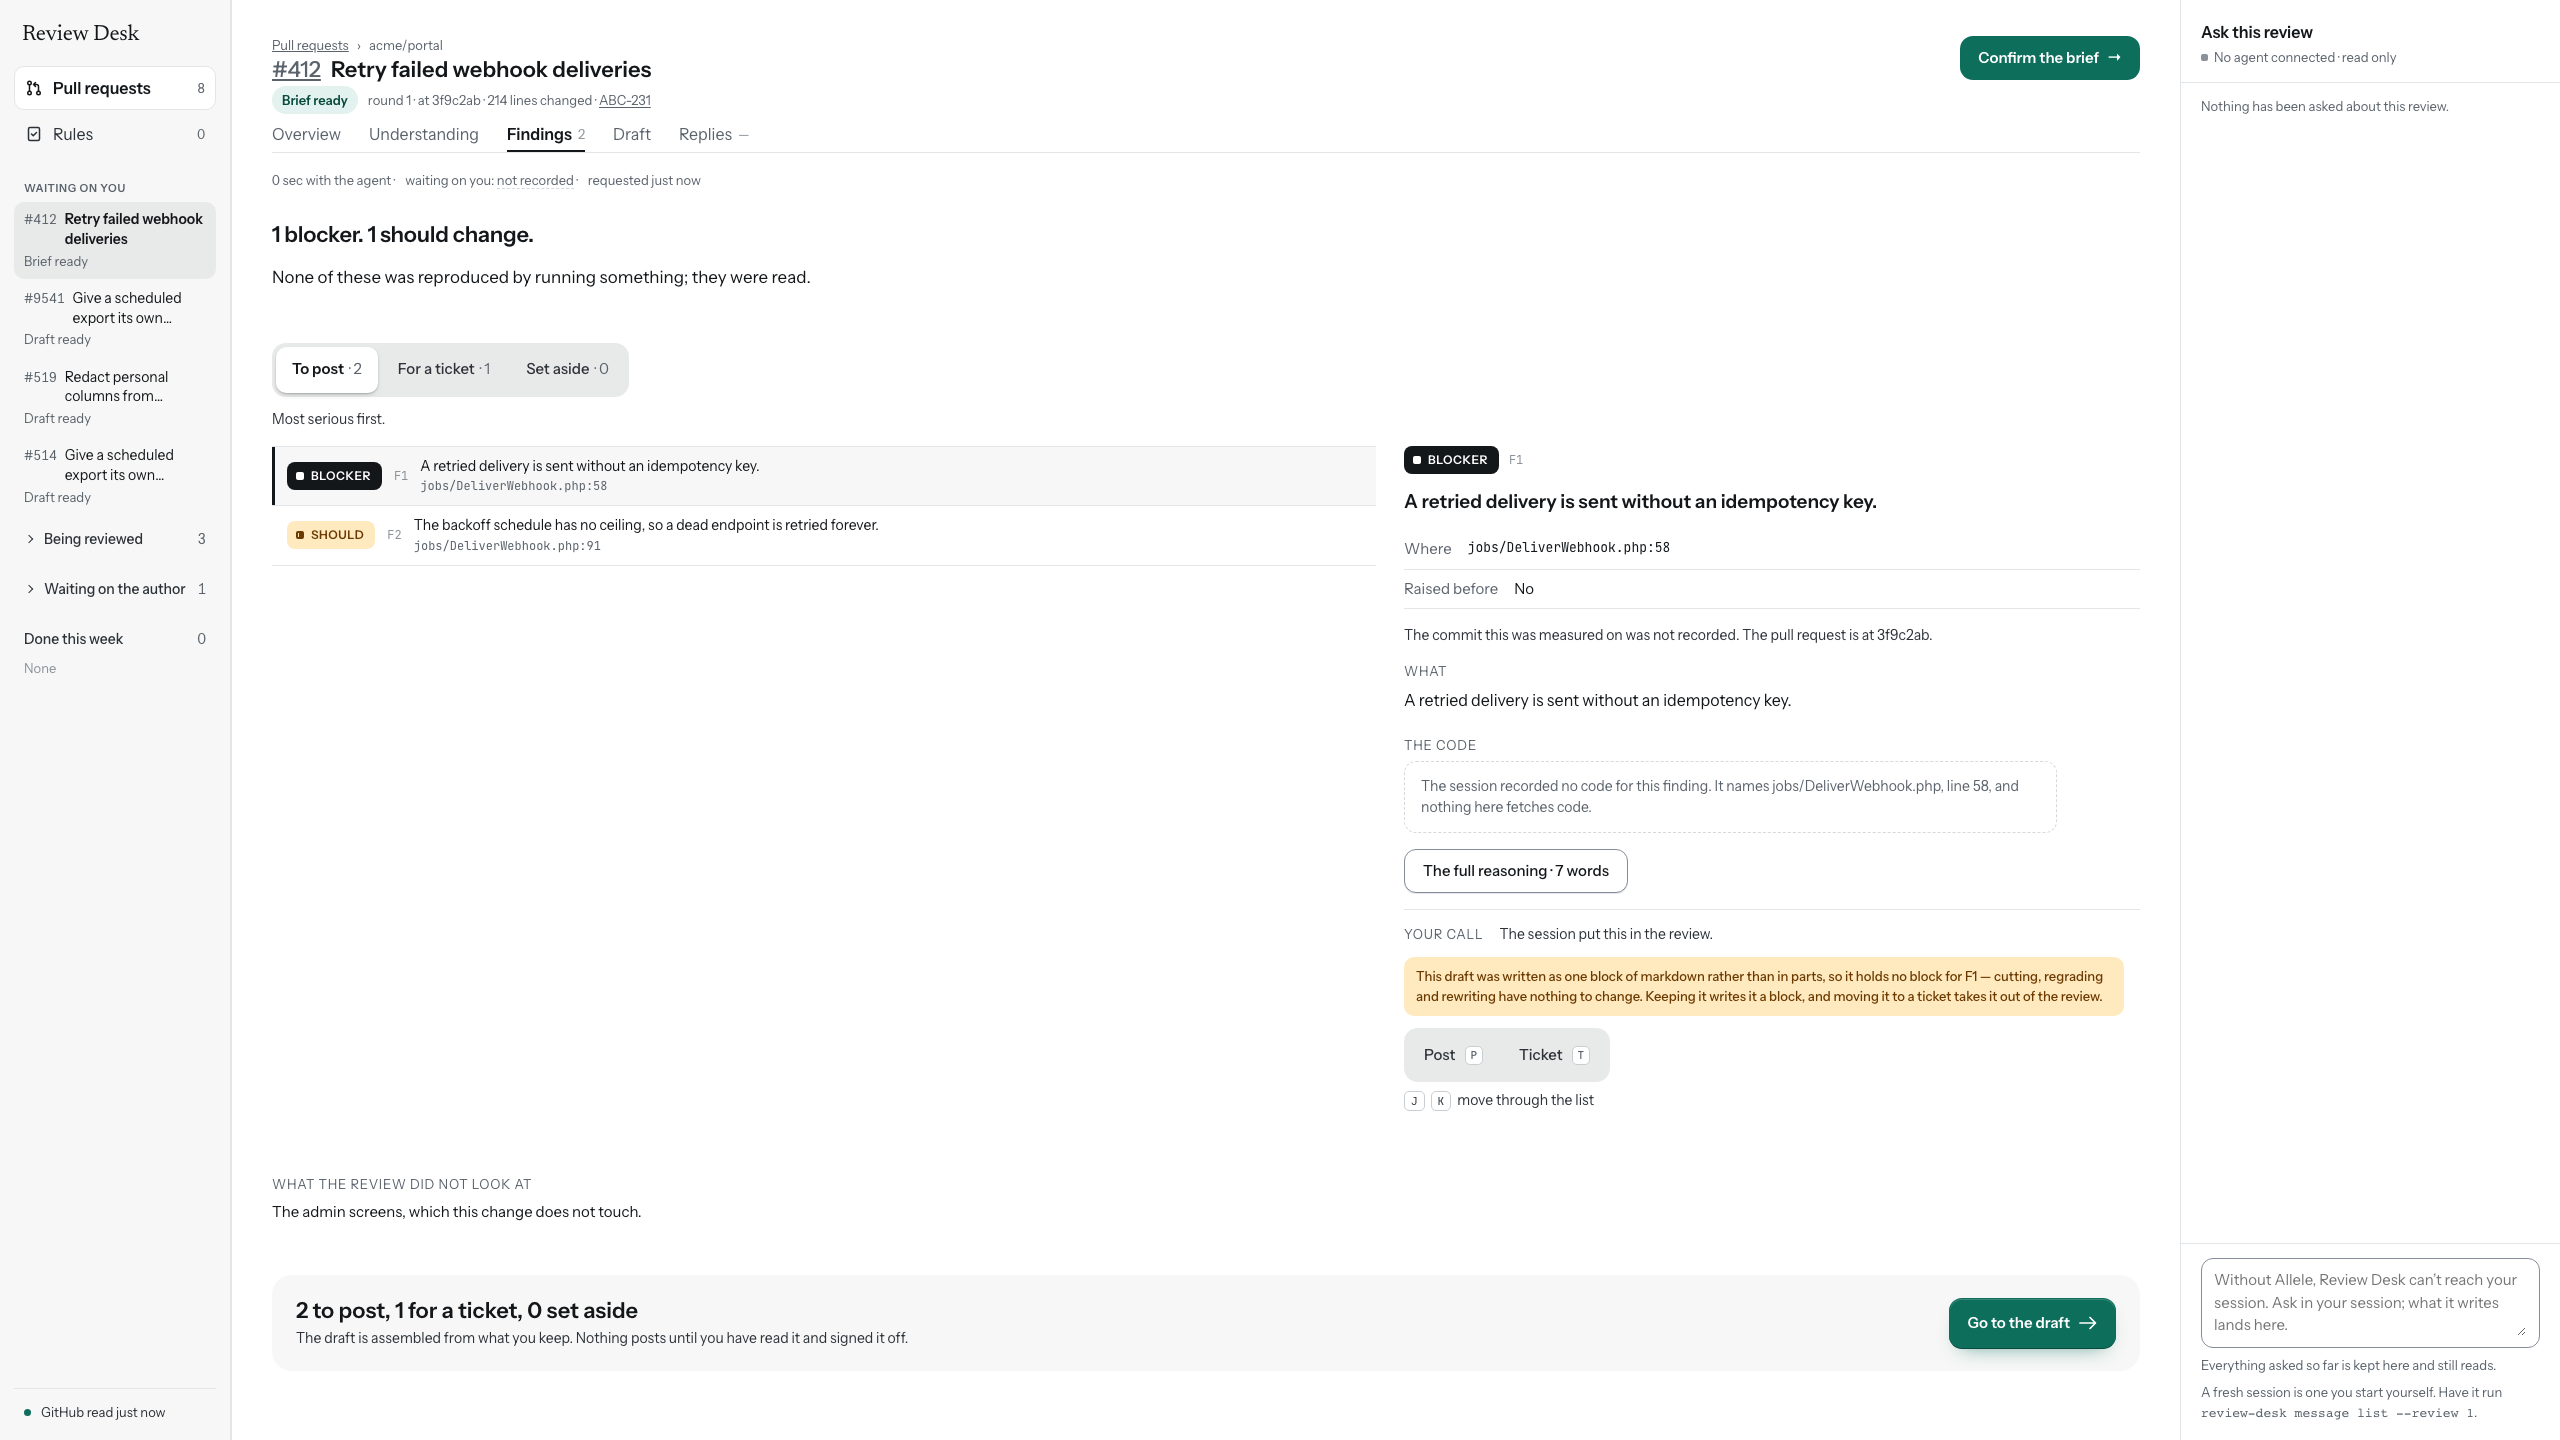 Review Desk
Pull requests 8
Rules 0
WAITING ON YOU
#412 Retry failed webhook
deliveries
Brief ready
#9541 Give a scheduled
export its own…
Draft ready
#519 Redact personal
columns from…
Draft ready
#514 Give a scheduled
export its own…
Draft ready
Being reviewed 3
Waiting on the author 1
Done this week 0
None
GitHub read just now
Pull requests › acme/portal
#412 Retry failed webhook deliveries
Brief ready round 1 · at 3f9c2ab · 214 lines changed · ABC-231
Confirm the brief →
Overview Understanding Findings 2 Draft Replies —
0 sec with the agent · waiting on you: not recorded · requested just now
1 blocker. 1 should change.
None of these was reproduced by running something; they were read.
To post · 2 For a ticket · 1 Set aside · 0
Most serious first.
BLOCKER F1 A retried delivery is sent without an idempotency key.
jobs/DeliverWebhook.php:58
SHOULD F2 The backoff schedule has no ceiling, so a dead endpoint is retried forever.
jobs/DeliverWebhook.php:91
BLOCKER F1
A retried delivery is sent without an idempotency key.
Where jobs/DeliverWebhook.php:58
Raised before No
The commit this was measured on was not recorded. The pull request is at 3f9c2ab.
WHAT
A retried delivery is sent without an idempotency key.
THE CODE
The session recorded no code for this finding. It names jobs/DeliverWebhook.php, line 58, and
nothing here fetches code.
The full reasoning · 7 words
YOUR CALL The session put this in the review.
This draft was written as one block of markdown rather than in parts, so it holds no block for F1 — cutting, regrading
and rewriting have nothing to change. Keeping it writes it a block, and moving it to a ticket takes it out of the review.
Post P Ticket T
J K move through the list
WHAT THE REVIEW DID NOT LOOK AT
The admin screens, which this change does not touch.
2 to post, 1 for a ticket, 0 set aside
The draft is assembled from what you keep. Nothing posts until you have read it and signed it off.
Go to the draft →
Ask this review
No agent connected · read only
Nothing has been asked about this review.
Without Allele, Review Desk can't reach your
session. Ask in your session; what it writes
lands here.
Everything asked so far is kept here and still reads.
A fresh session is one you start yourself. Have it run
review-desk message list --review 1.